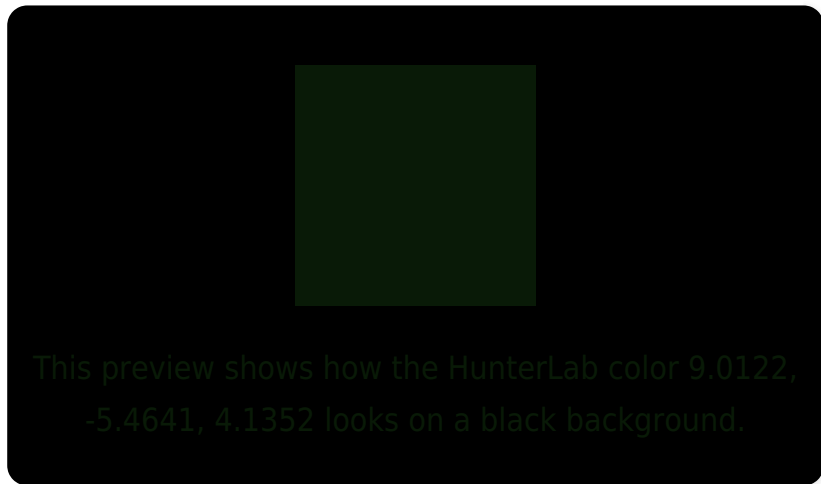 This preview shows how the HunterLab color 9.0122,
-5.4641, 4.1352 looks on a black background.